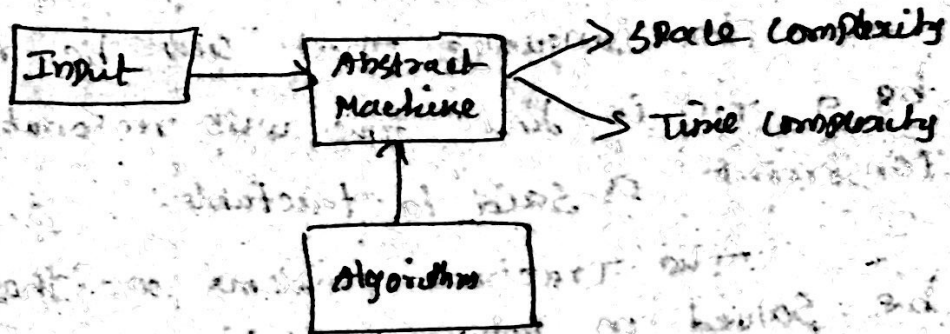 Space Complexity
Input
Abstract
Machine
Time Complexity
Algorithm